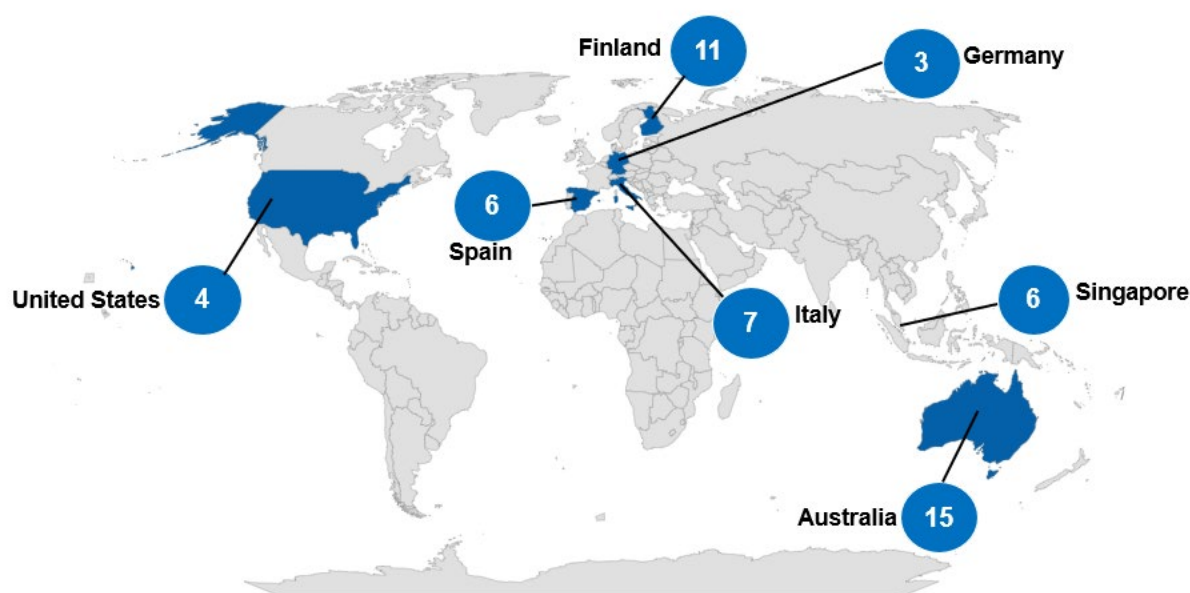 Finland 11
3 Germany
6
Spain
United States 4
7 Italy
6 Singapore
Australia 15